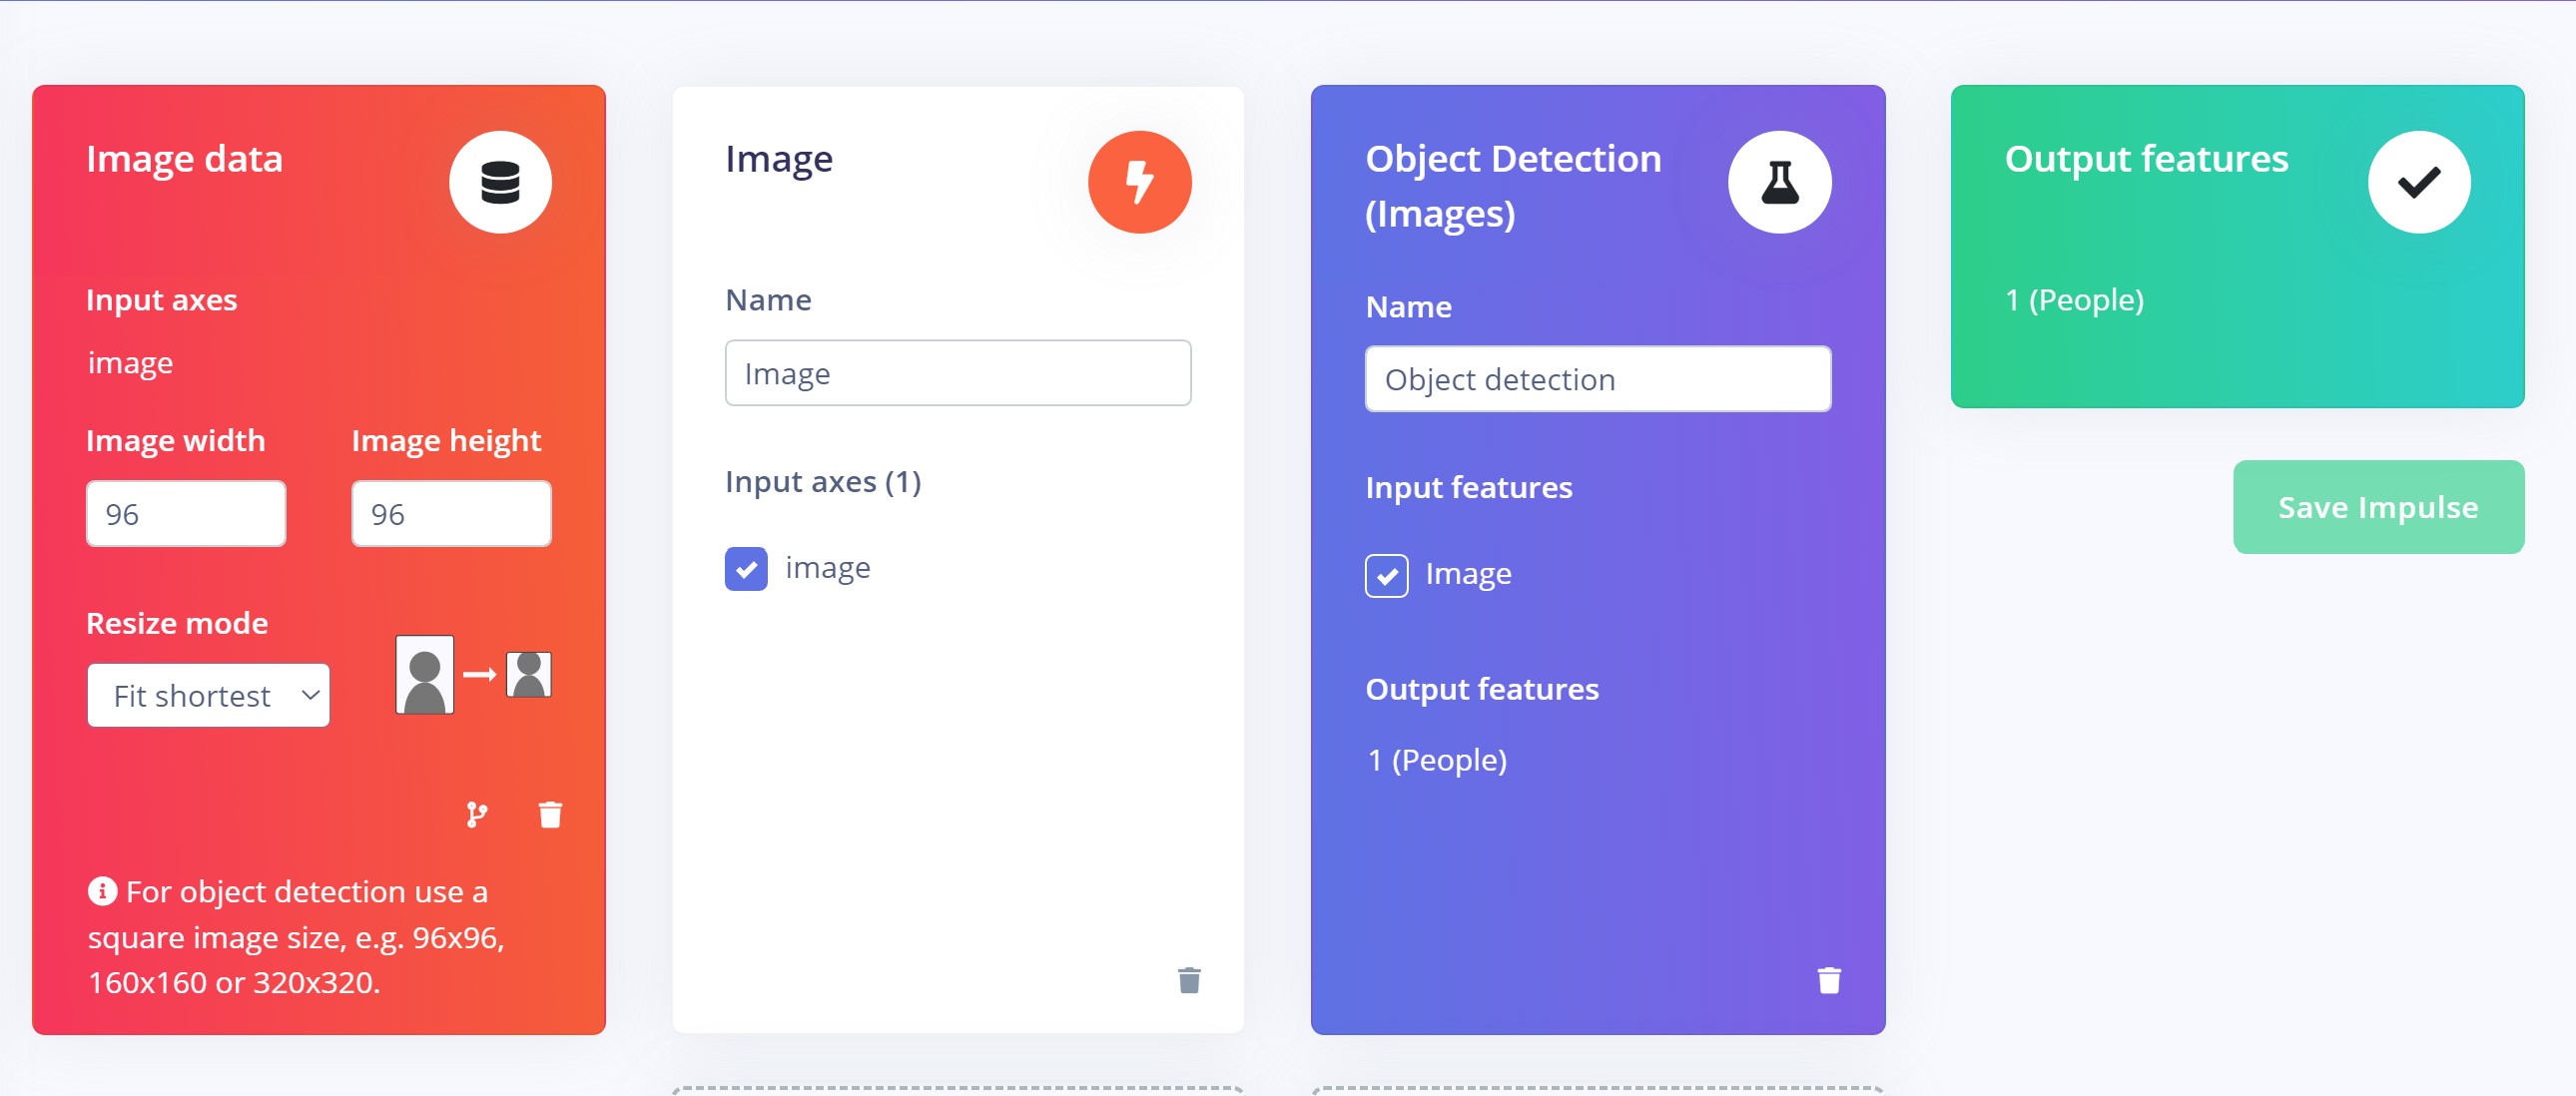 Image data
Input axes
image
Image width
Image height
96
96
Resize mode
Fit shortest
For object detection use a
square image size, e.g. 96x96,
160x160 or 320x320.
Image
Name
Image
Input axes (1)
image
Object Detection
(Images)
Name
Object detection
Input features
Image
Output features
1 (People)
Output features
1 (People)
Save Impulse